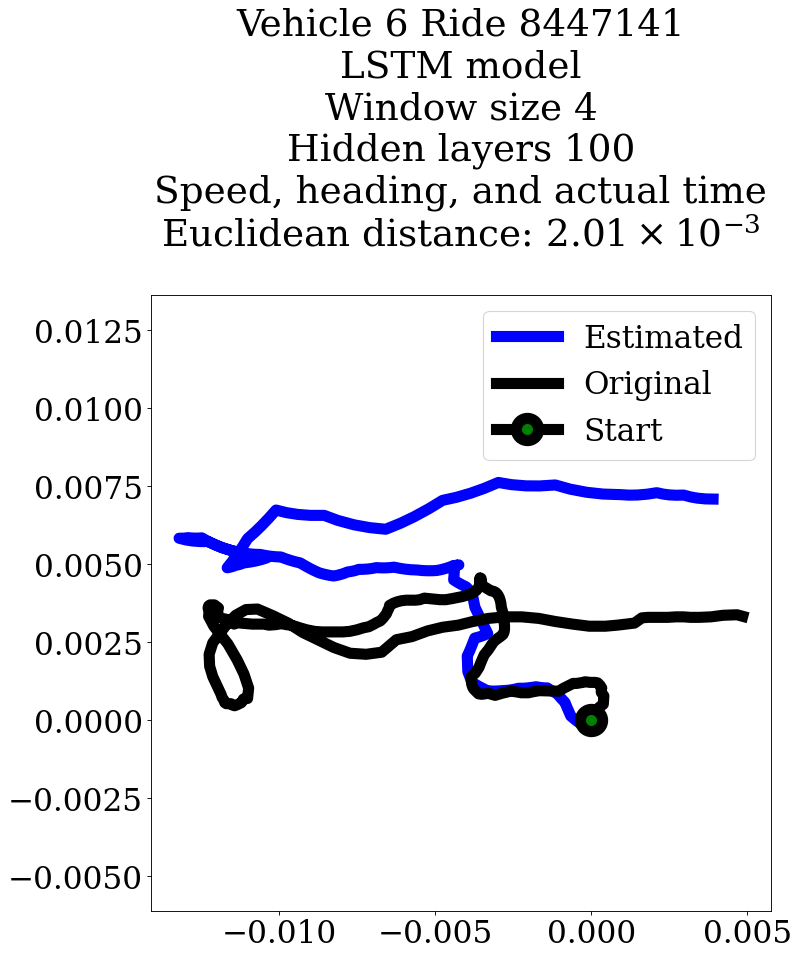 Vehicle 6 Ride 8447141
LSTM model
Window size 4
Hidden layers 100
Speed, heading, and actual time
Euclidean distance: 2.01 × 10⁻³
Estimated
Original
Start
0.0125
0.0100
0.0075
0.0050
0.0025
0.0000
−0.0025
−0.0050
−0.010 −0.005 0.000 0.005